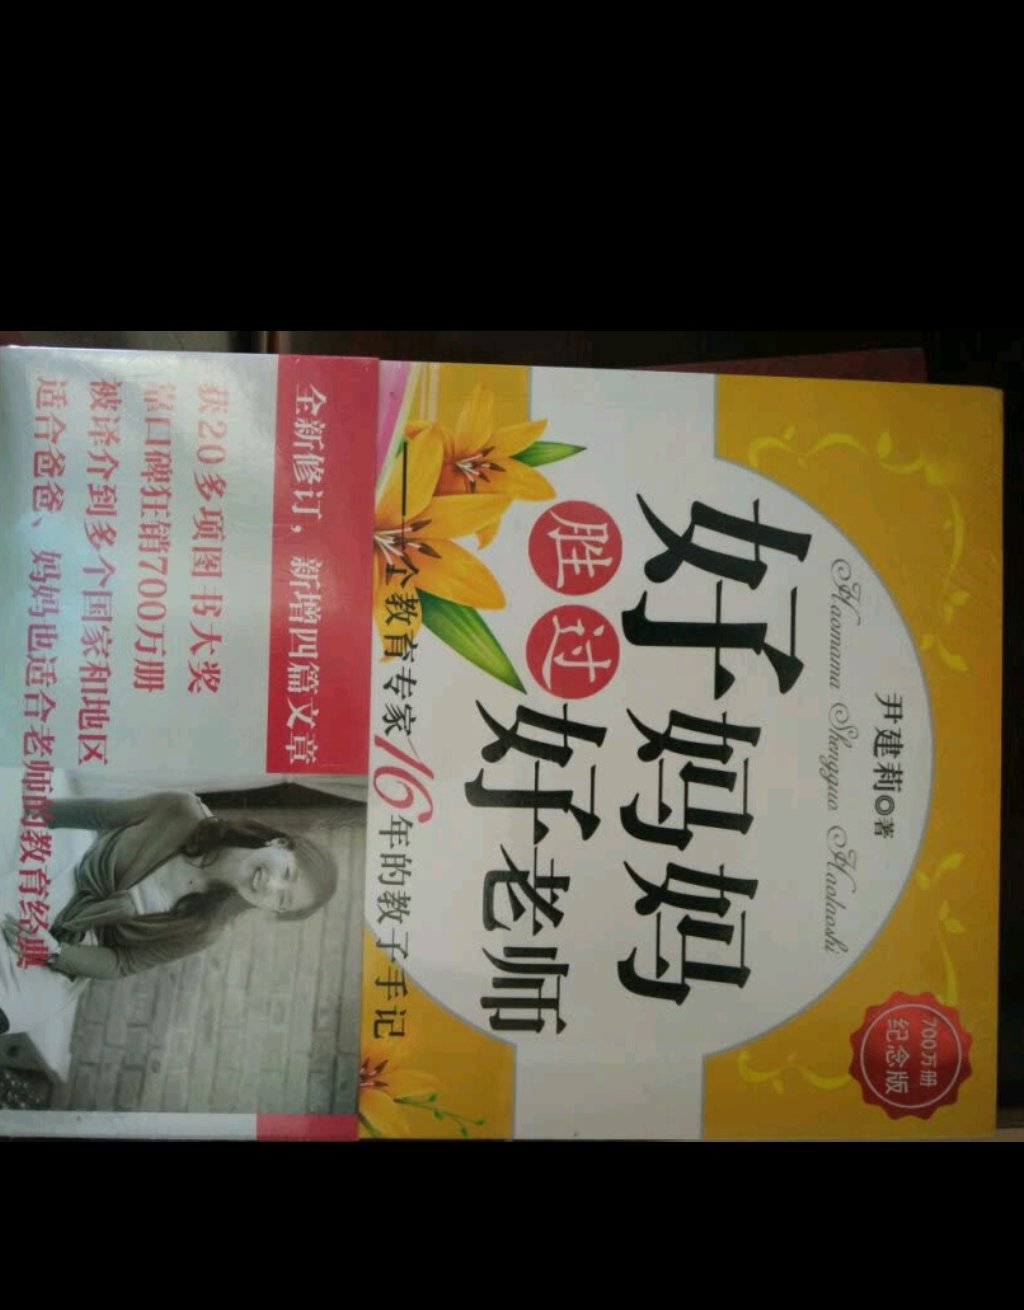 尹建莉◎著
Haomama Shengguo Haolaoshi
好妈妈
胜过
好老师
——一个教育专家16年的教子手记
700万册
纪念版
全新修订，新增四篇文章
获20多项图书大奖
靠口碑狂销700万册
被译介到多个国家和地区
适合爸爸、妈妈也适合老师的教育经典